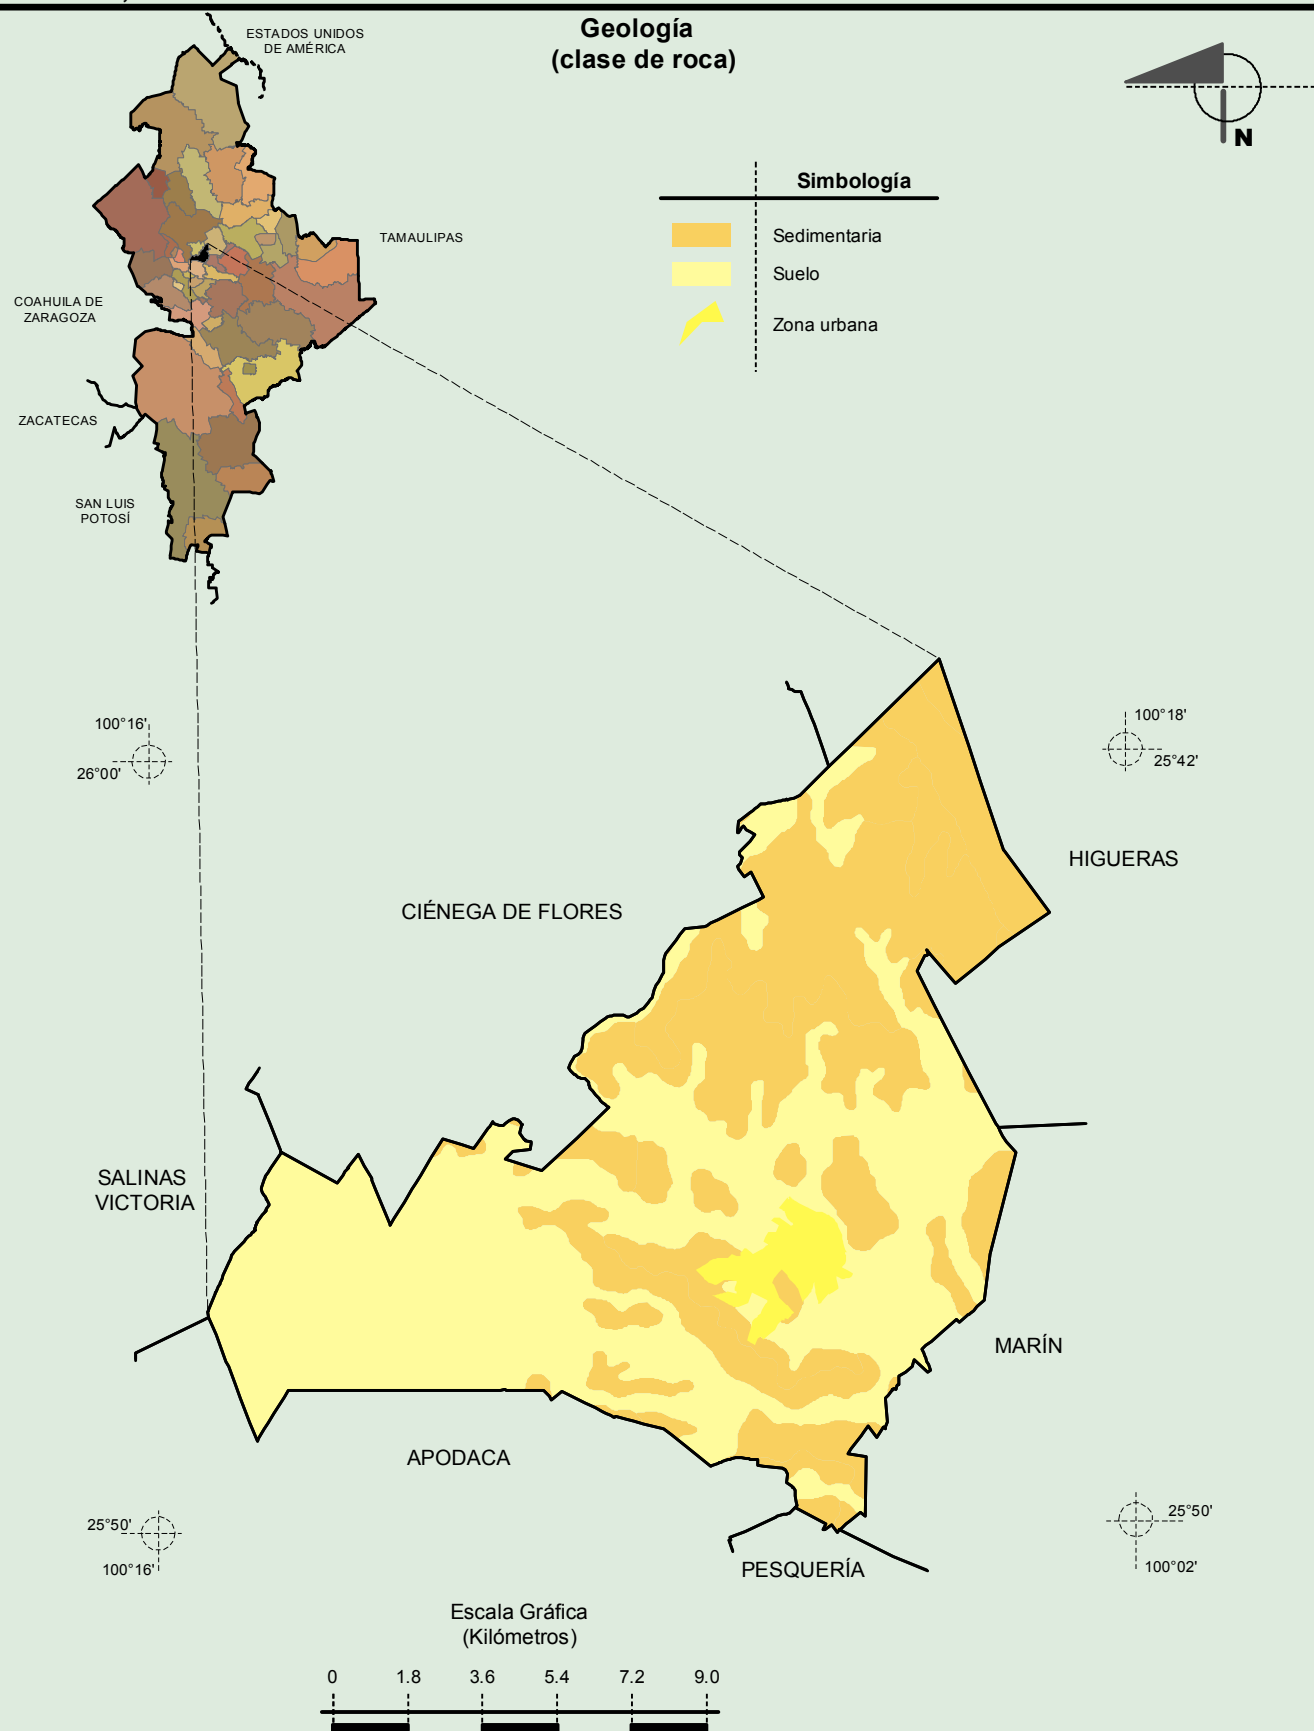 Geología
(clase de roca)
ESTADOS UNIDOS
DE AMÉRICA
N
Simbología
Sedimentaria
Suelo
Zona urbana
TAMAULIPAS
COAHUILA DE
ZARAGOZA
ZACATECAS
SAN LUIS
POTOSÍ
100°16'
26°00'
100°18'
25°42'
HIGUERAS
CIÉNEGA DE FLORES
SALINAS
VICTORIA
MARÍN
APODACA
25°50'
100°16'
25°50'
100°02'
PESQUERÍA
Escala Gráfica
(Kilómetros)
0 1.8 3.6 5.4 7.2 9.0